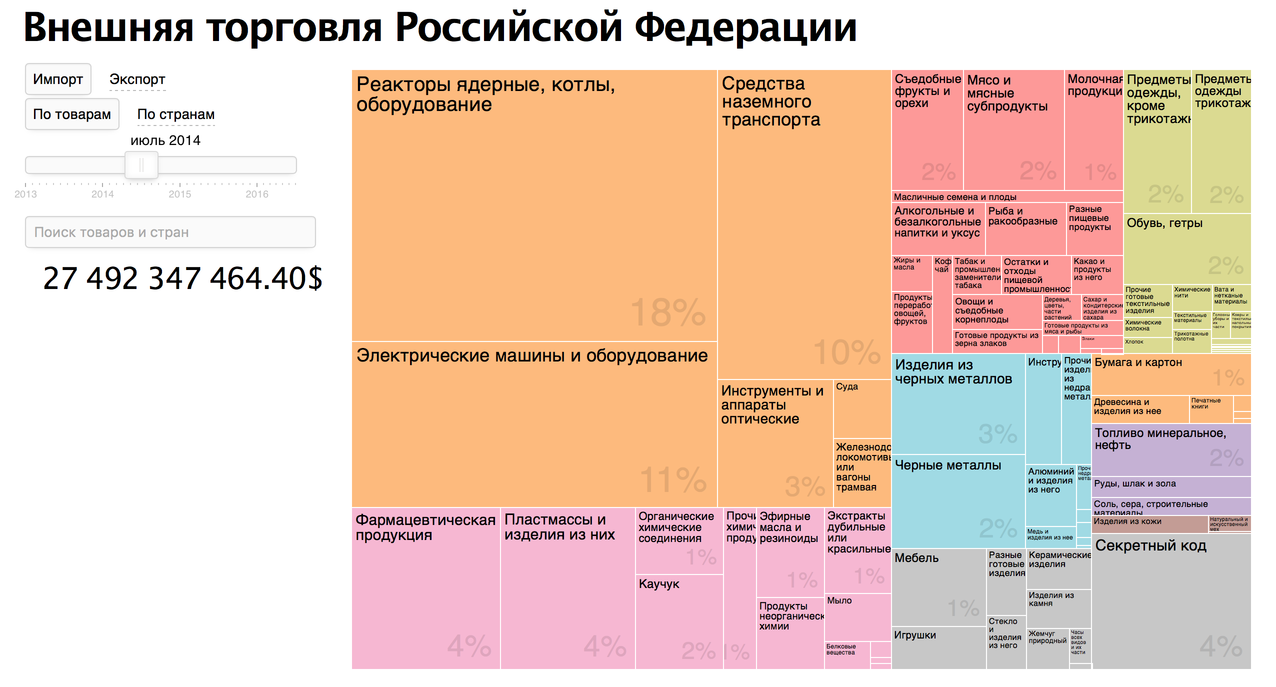 Внешняя торговля Российской Федерации
Импорт
Экспорт
По товарам
По странам
июль 2014
2013
2014
2015
2016
Поиск товаров и стран
27 492 347 464.40$
Реакторы ядерные, котлы,
оборудование
18%
Электрические машины и оборудование
11%
Средства
наземного
транспорта
10%
Инструменты и
аппараты
оптические
3%
Суда
Железнодо
локомотивы
или
вагоны
трамвая
Фармацевтическая
продукция
4%
Пластмассы и
изделия из них
4%
Органические
химические
соединения
1%
Каучук
2%
Прочи
химич
проду
1%
Эфирные
масла и
резиноиды
1%
Продукты
неорганическ
химии
Экстракты
дубильные
или
красильные
1%
Мыло
Белковые
вещества
Съедобные
фрукты и
орехи
2%
Мясо и
мясные
субпродукты
2%
Молочная
продукци
1%
Масличные семена и плоды
Алкогольные и
безалкогольные
напитки и уксус
Рыба и
ракообразные
Разные
пищевые
продукты
Жиры и
масла
Коф
чай
Табак и
промышлен
заменители
табака
Остатки и
отходы
пищевой
промышленност
Какао и
продукты
из него
Продукты
переработ
овощей,
фруктов
Овощи и
съедобные
корнеплоды
Деревья,
цветы,
части
растений
Сахар и
кондитерски
изделия из
сахара
Готовые продукты из
мяса и рыбы
Готовые продукты из
зерна злаков
Злаки
Предметы
одежды,
кроме
трикотажн
2%
Предметы
одежды
трикотаж
2%
Обувь, гетры
2%
Прочие
готовые
текстильные
изделия
Химические
нити
Вата и
нетканые
материалы
Химические
волокна
Текстильные
материалы
Хлопок
Трикотажные
полотна
Изделия из
черных металлов
3%
Черные металлы
2%
Инстру
Прочи
издел
из
недра
метал
Алюминий
и изделия
из него
Медь и
изделия из нее
Бумага и картон
1%
Древесина и
изделия из нее
Печатные
книги
Топливо минеральное,
нефть
2%
Руды, шлак и зола
Соль, сера, строительные
материалы
Изделия из кожи
Натуральный и
искусственный
мех
Мебель
1%
Игрушки
Разные
готовые
изделия
Стекло
и
изделия
из него
Керамические
изделия
Изделия из
камня
Жемчуг
природный
Часы
всех
видов
и их
части
Секретный код
4%